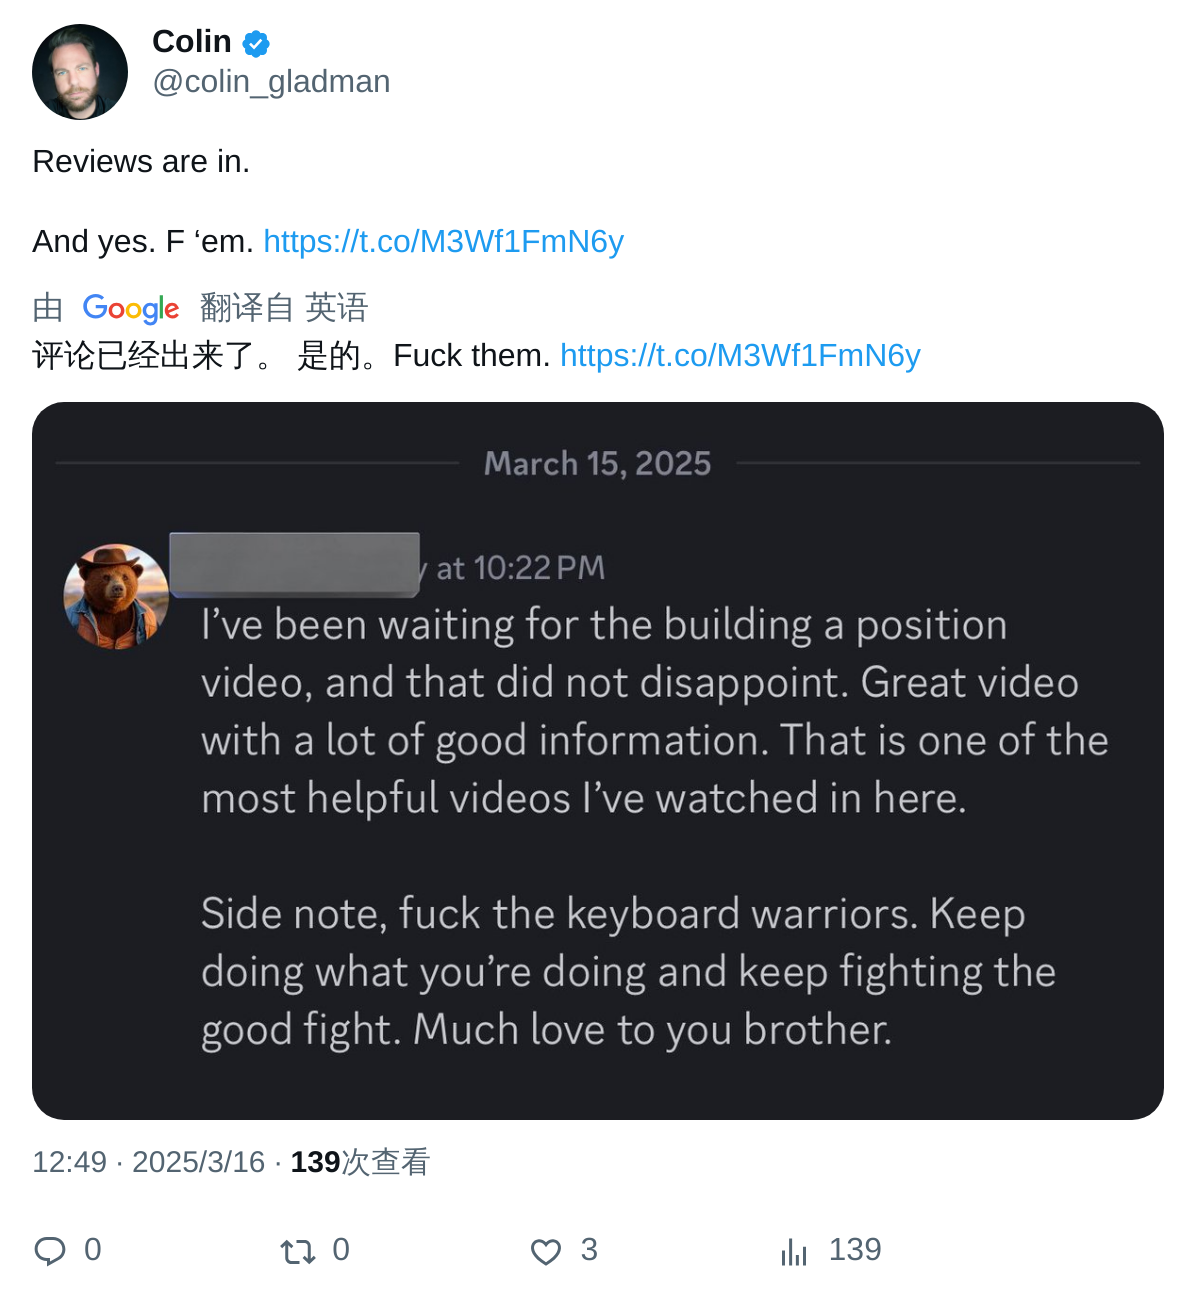 Colin
@colin_gladman
Reviews are in.
And yes. F ‘em. https://t.co/M3Wf1FmN6y
由 Google 翻译自 英语
评论已经出来了。 是的。Fuck them. https://t.co/M3Wf1FmN6y
March 15, 2025
at 10:22 PM
I’ve been waiting for the building a position
video, and that did not disappoint. Great video
with a lot of good information. That is one of the
most helpful videos I’ve watched in here.
Side note, fuck the keyboard warriors. Keep
doing what you’re doing and keep fighting the
good fight. Much love to you brother.
12:49 · 2025/3/16 · 139次查看
0 0 3 139